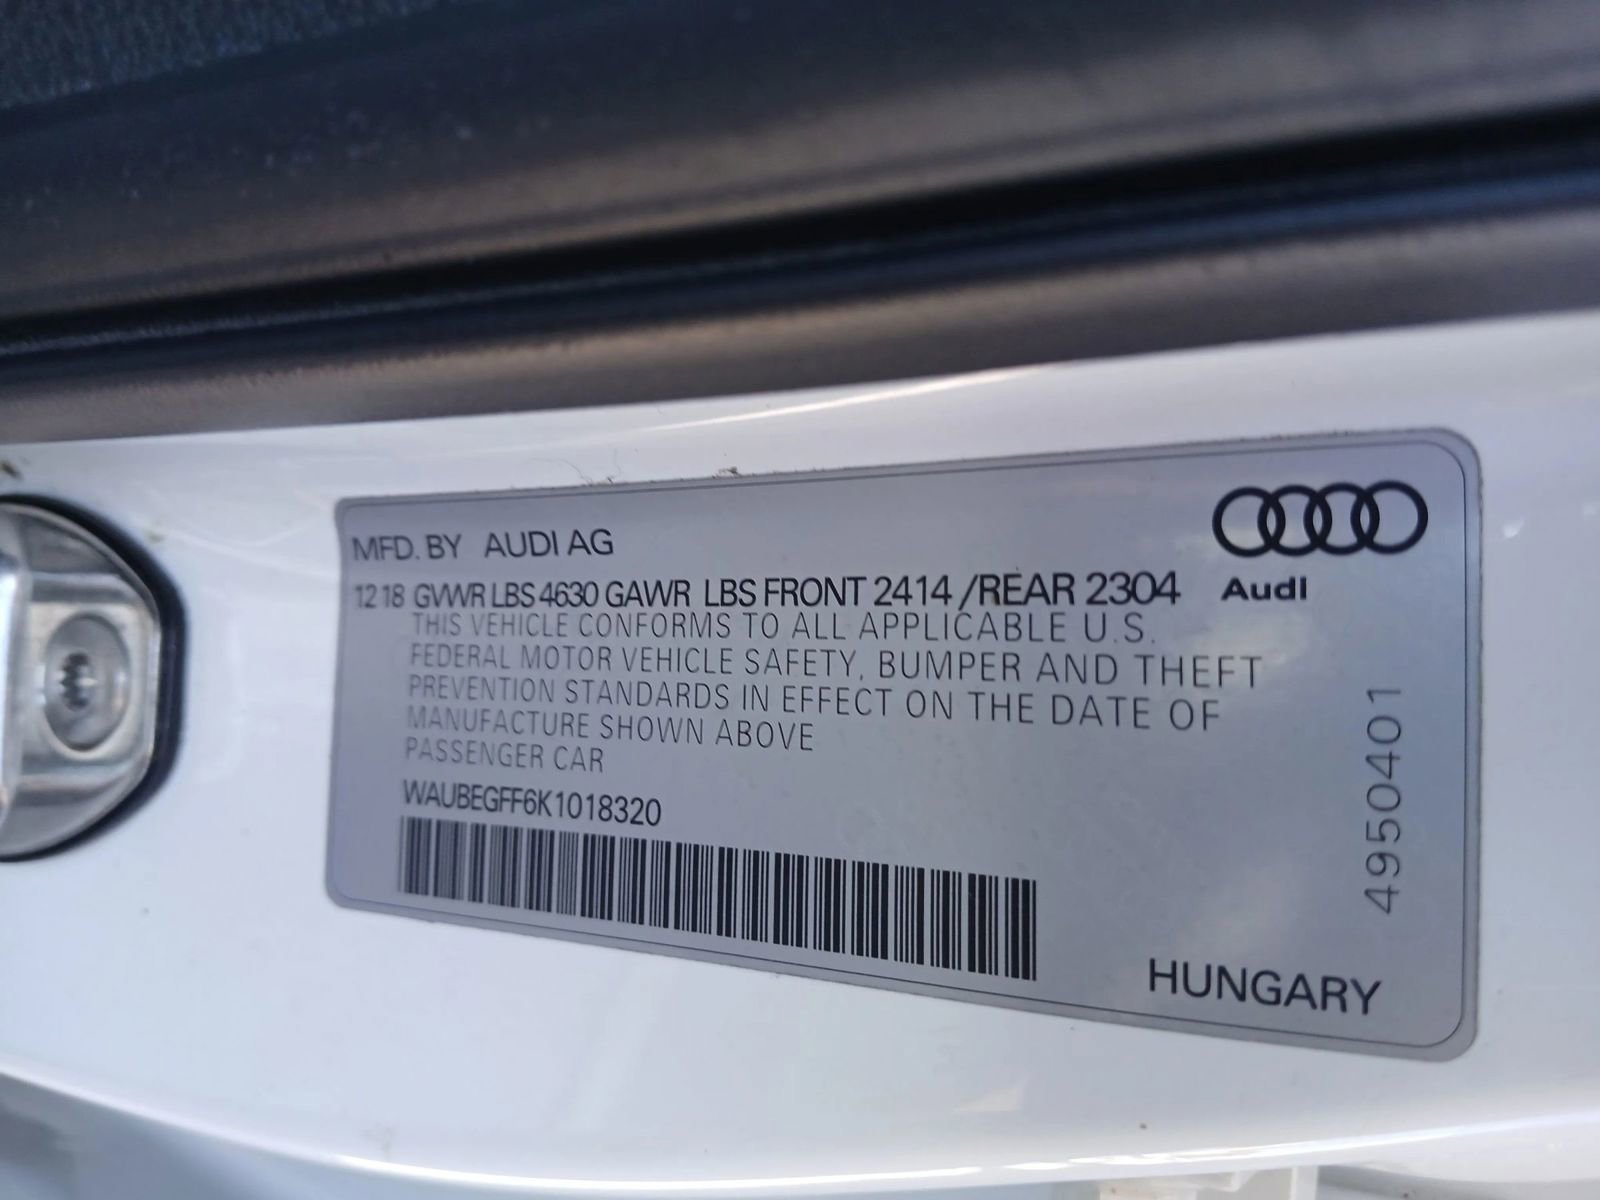 MFD. BY AUDI AG
Audi
12 18 GVWR LBS 4630 GAWR LBS FRONT 2414 /REAR 2304
THIS VEHICLE CONFORMS TO ALL APPLICABLE U.S.
FEDERAL MOTOR VEHICLE SAFETY, BUMPER AND THEFT
PREVENTION STANDARDS IN EFFECT ON THE DATE OF
MANUFACTURE SHOWN ABOVE
PASSENGER CAR
WAUBEGFF6K1018320
4950401
HUNGARY